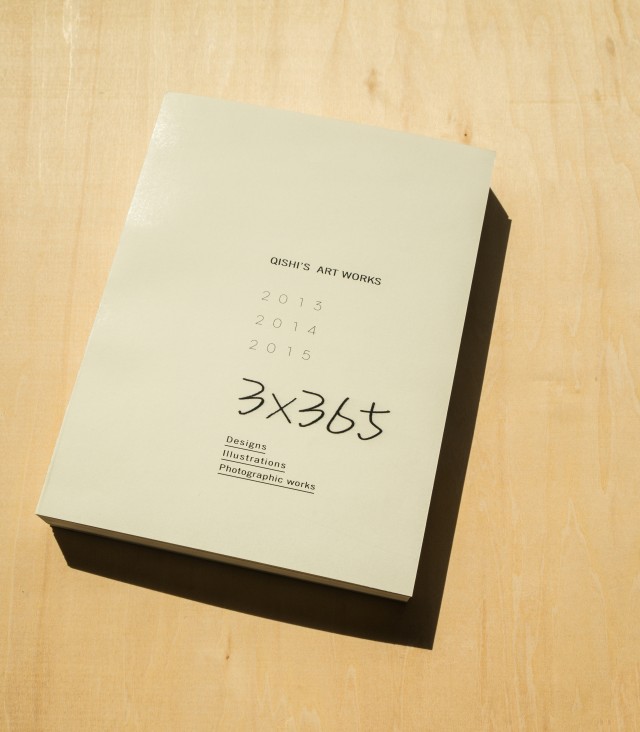 QISHI'S ART WORKS
2013
2014
2015
3x365
Designs
Illustrations
Photographic works